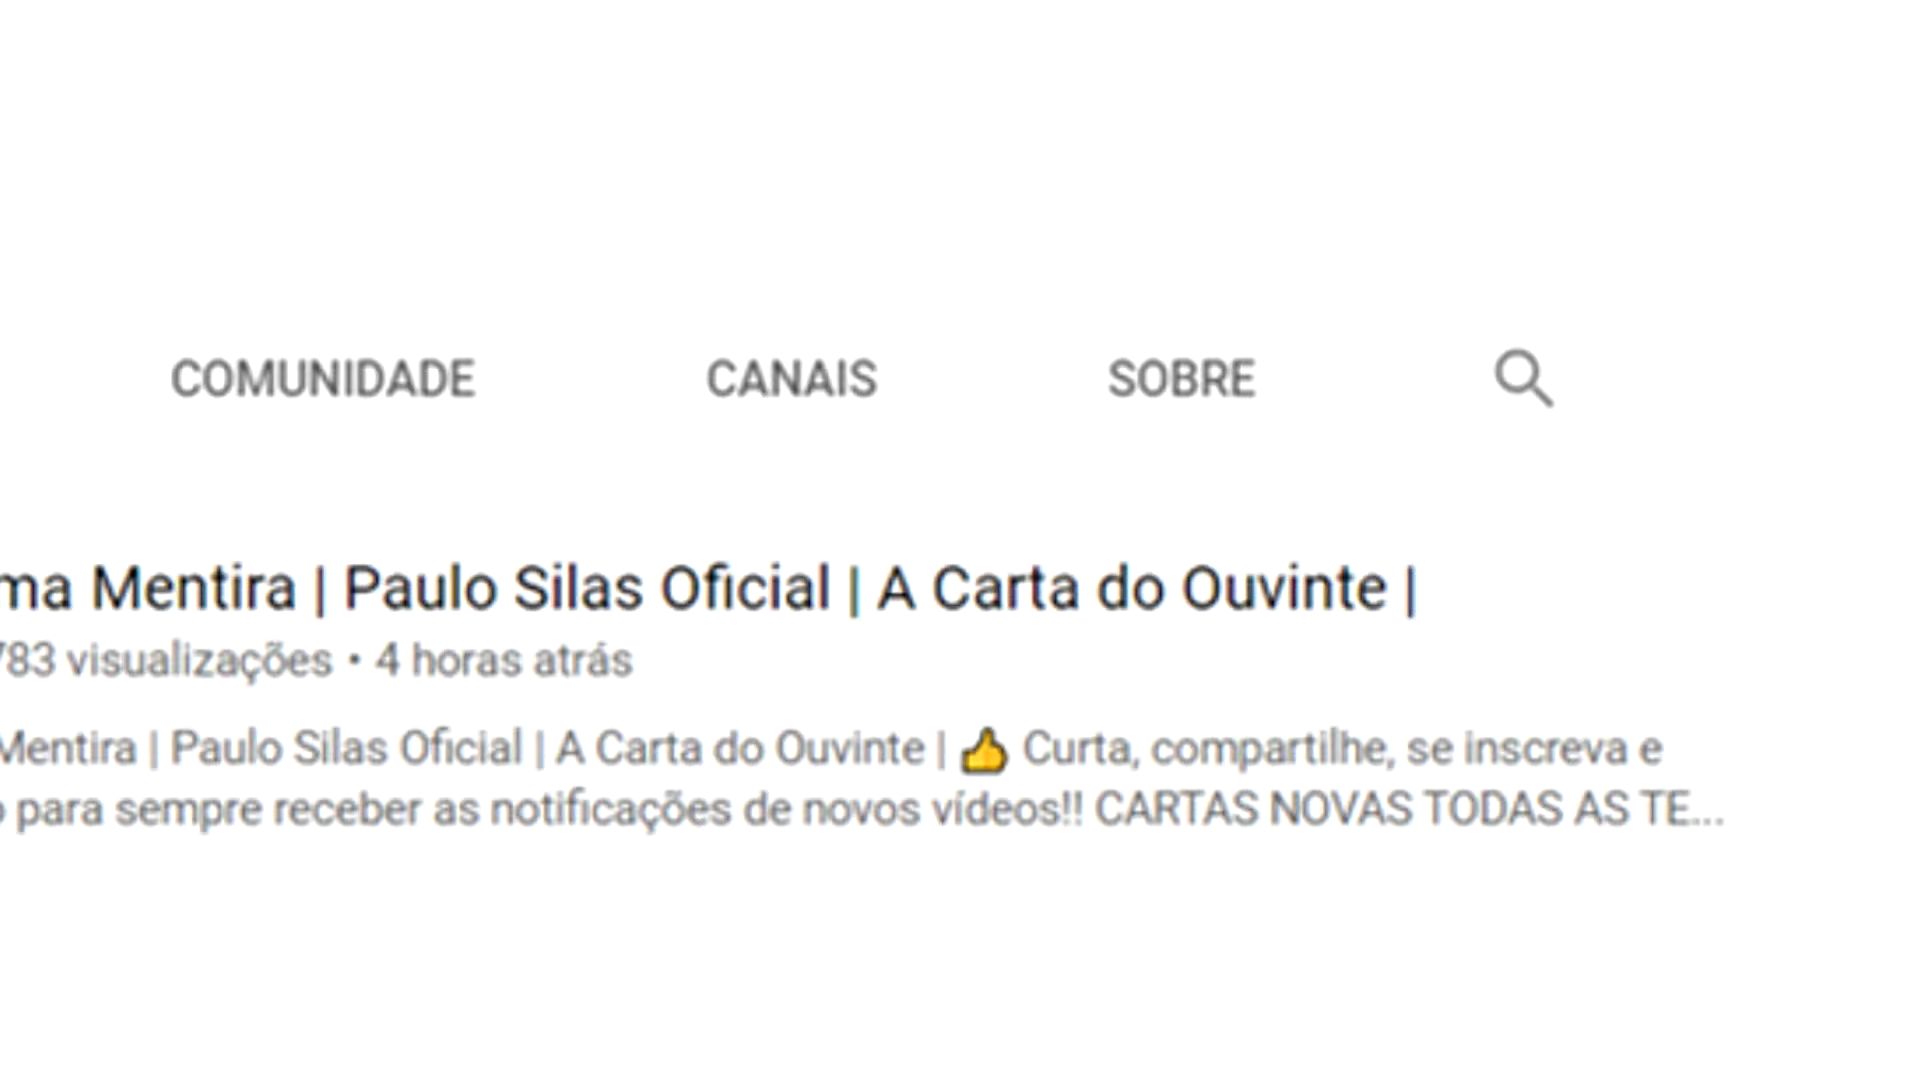 COMUNIDADE CANAIS SOBRE
ma Mentira | Paulo Silas Oficial | A Carta do Ouvinte |
783 visualizações • 4 horas atrás
Mentira | Paulo Silas Oficial | A Carta do Ouvinte | 👍 Curta, compartilhe, se inscreva e
o para sempre receber as notificações de novos vídeos!! CARTAS NOVAS TODAS AS TE...